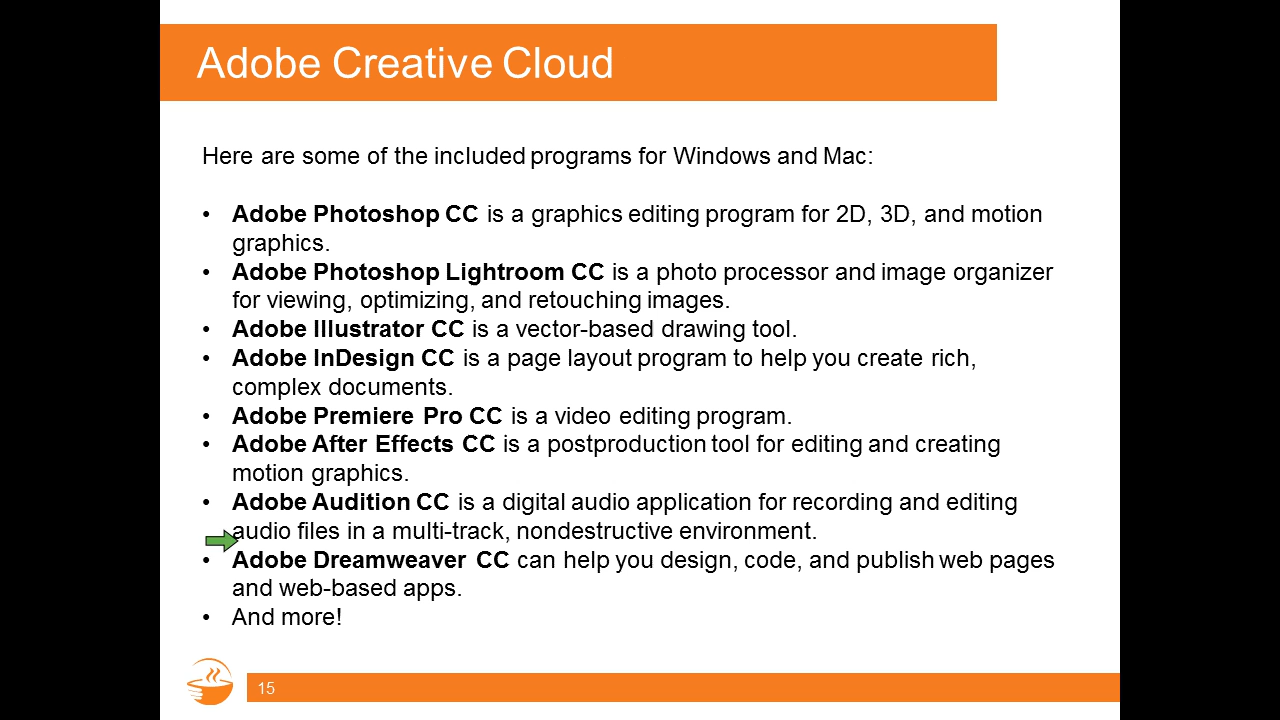 Adobe Creative Cloud
Here are some of the included programs for Windows and Mac:
• Adobe Photoshop CC is a graphics editing program for 2D, 3D, and motion
graphics.
• Adobe Photoshop Lightroom CC is a photo processor and image organizer
for viewing, optimizing, and retouching images.
• Adobe Illustrator CC is a vector-based drawing tool.
• Adobe InDesign CC is a page layout program to help you create rich,
complex documents.
• Adobe Premiere Pro CC is a video editing program.
• Adobe After Effects CC is a postproduction tool for editing and creating
motion graphics.
• Adobe Audition CC is a digital audio application for recording and editing
audio files in a multi-track, nondestructive environment.
• Adobe Dreamweaver CC can help you design, code, and publish web pages
and web-based apps.
• And more!
15